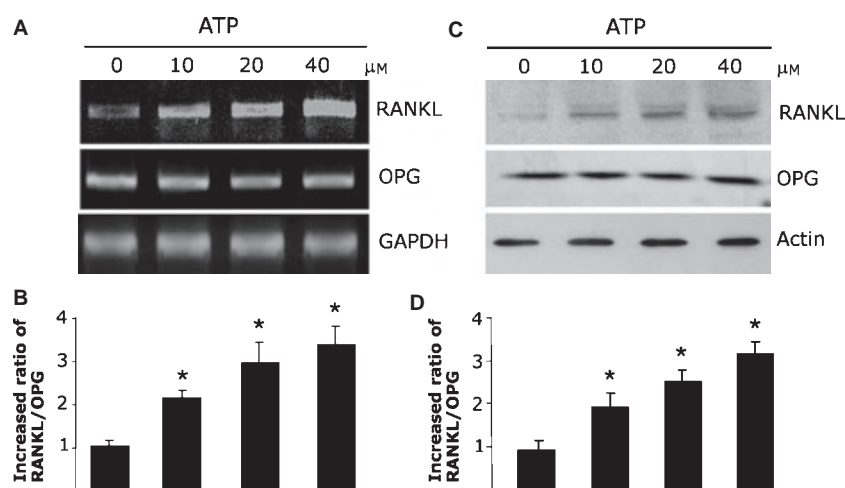 A
ATP
0 10 20 40 μM
RANKL
OPG
GAPDH
B
Increased ratio of
RANKL/OPG
4
3
2
1
* * *
C
ATP
0 10 20 40 μM
RANKL
OPG
Actin
D
Increased ratio of
RANKL/OPG
4
3
2
1
* * *